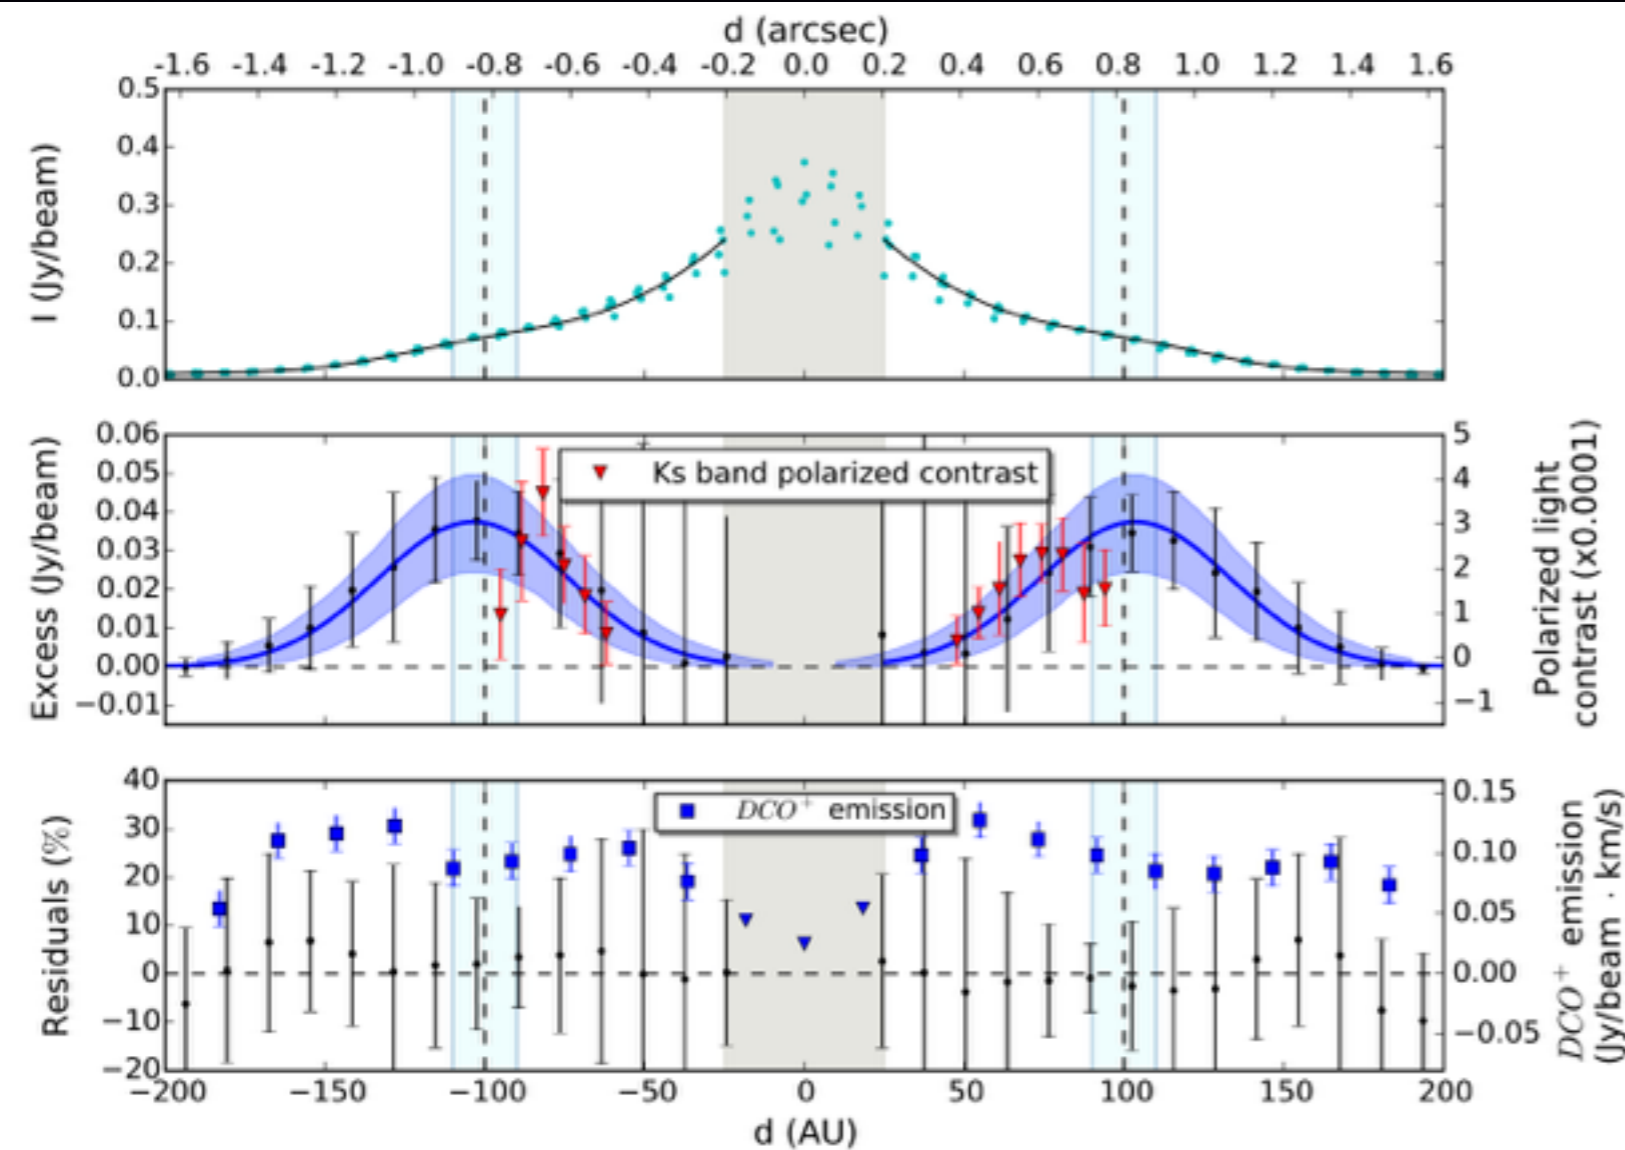 d (arcsec)
-1.6 -1.4 -1.2 -1.0 -0.8 -0.6 -0.4 -0.2 0.0 0.2 0.4 0.6 0.8 1.0 1.2 1.4 1.6
I (Jy/beam)
0.5
0.4
0.3
0.2
0.1
0.0
Excess (Jy/beam)
0.06
0.05
0.04
0.03
0.02
0.01
0.00
−0.01
Ks band polarized contrast
5
4
3
2
1
0
−1
Polarized light
contrast (x0.0001)
Residuals (%)
40
30
20
10
0
−10
−20
DCO+ emission
0.15
0.10
0.05
0.00
−0.05
DCO+ emission
(Jy/beam · km/s)
−200 −150 −100 −50 0 50 100 150 200
d (AU)